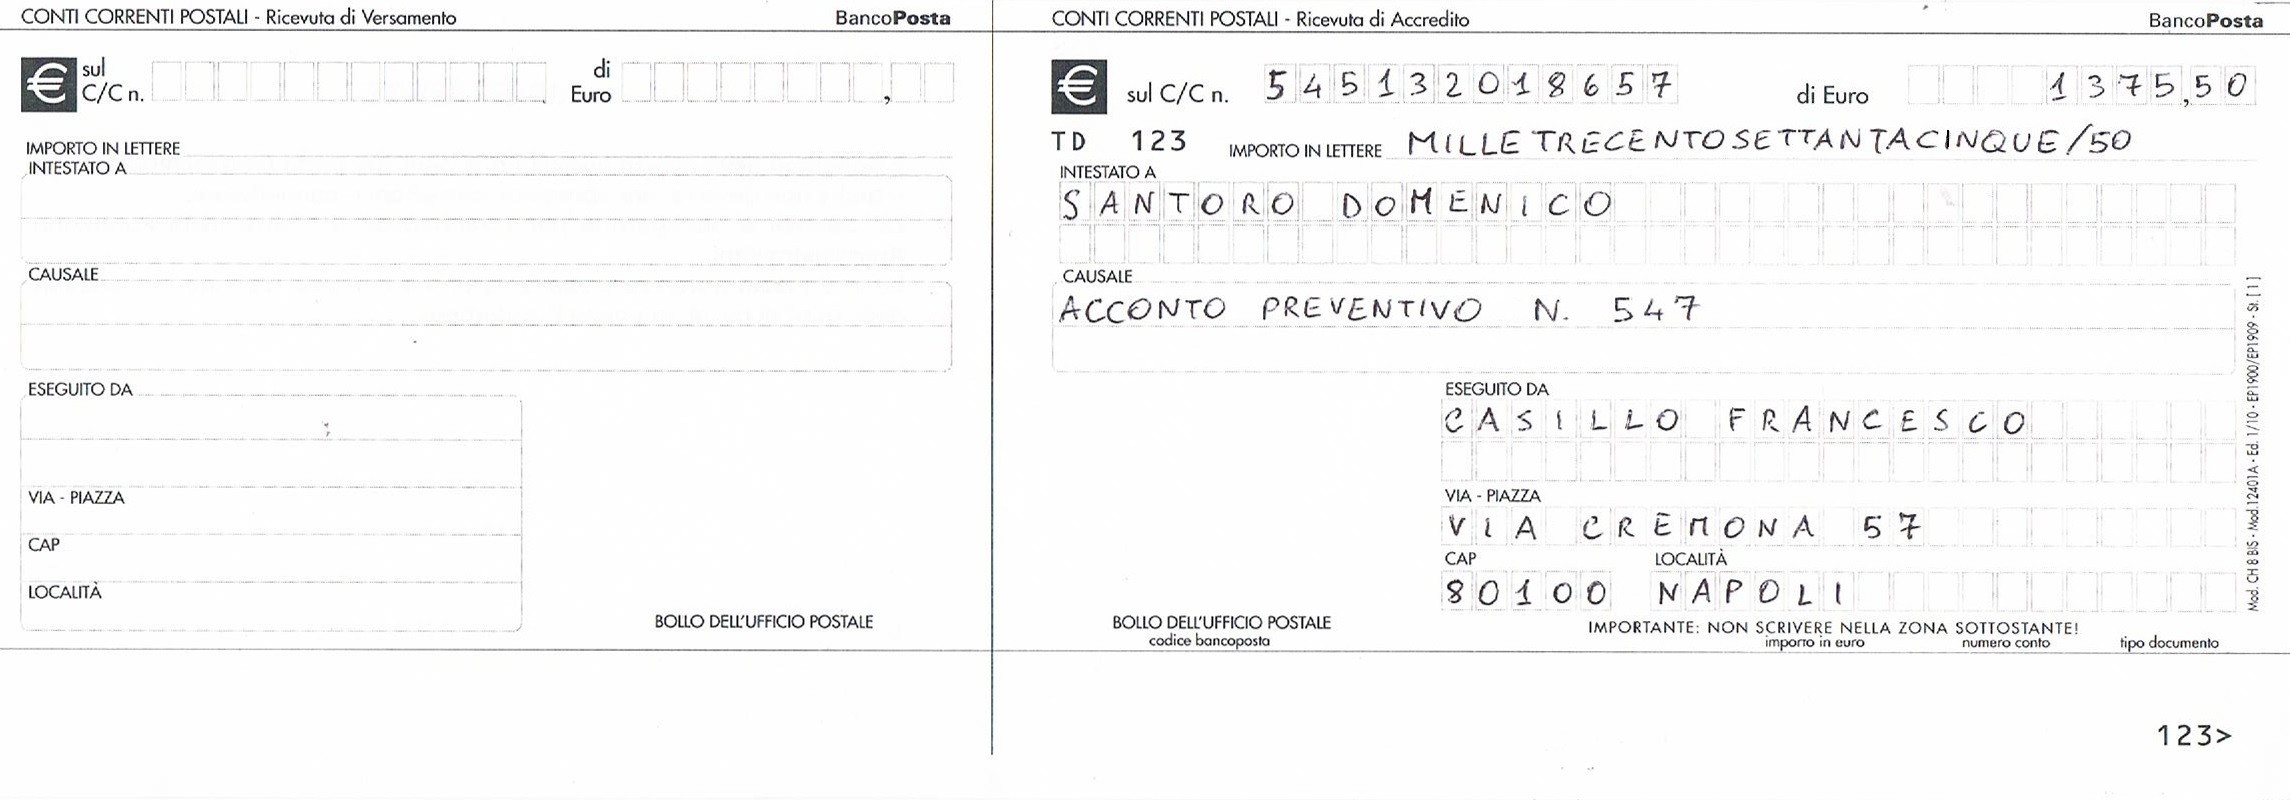 CONTI CORRENTI POSTALI - Ricevuta di Versamento BancoPosta
€ sul C/C n. di Euro ,
IMPORTO IN LETTERE
INTESTATO A
CAUSALE
ESEGUITO DA
VIA - PIAZZA
CAP
LOCALITÀ
BOLLO DELL'UFFICIO POSTALE
CONTI CORRENTI POSTALI - Ricevuta di Accredito BancoPosta
€ sul C/C n. 545132018657 di Euro 1375,50
TD 123 IMPORTO IN LETTERE MILLETRECENTOSETTANTACINQUE/50
INTESTATO A
SANTORO DOMENICO
CAUSALE
ACCONTO PREVENTIVO N. 547
ESEGUITO DA
CASILLO FRANCESCO
VIA - PIAZZA
VIA CREMONA 57
CAP LOCALITÀ
80100 NAPOLI
BOLLO DELL'UFFICIO POSTALE
codice bancoposta
IMPORTANTE: NON SCRIVERE NELLA ZONA SOTTOSTANTE!
importo in euro numero conto tipo documento
Mod. CH 8 BIS - Mod.12401A - Ed. 1/10 - EP1900/EP1909 - St. [1]
123>